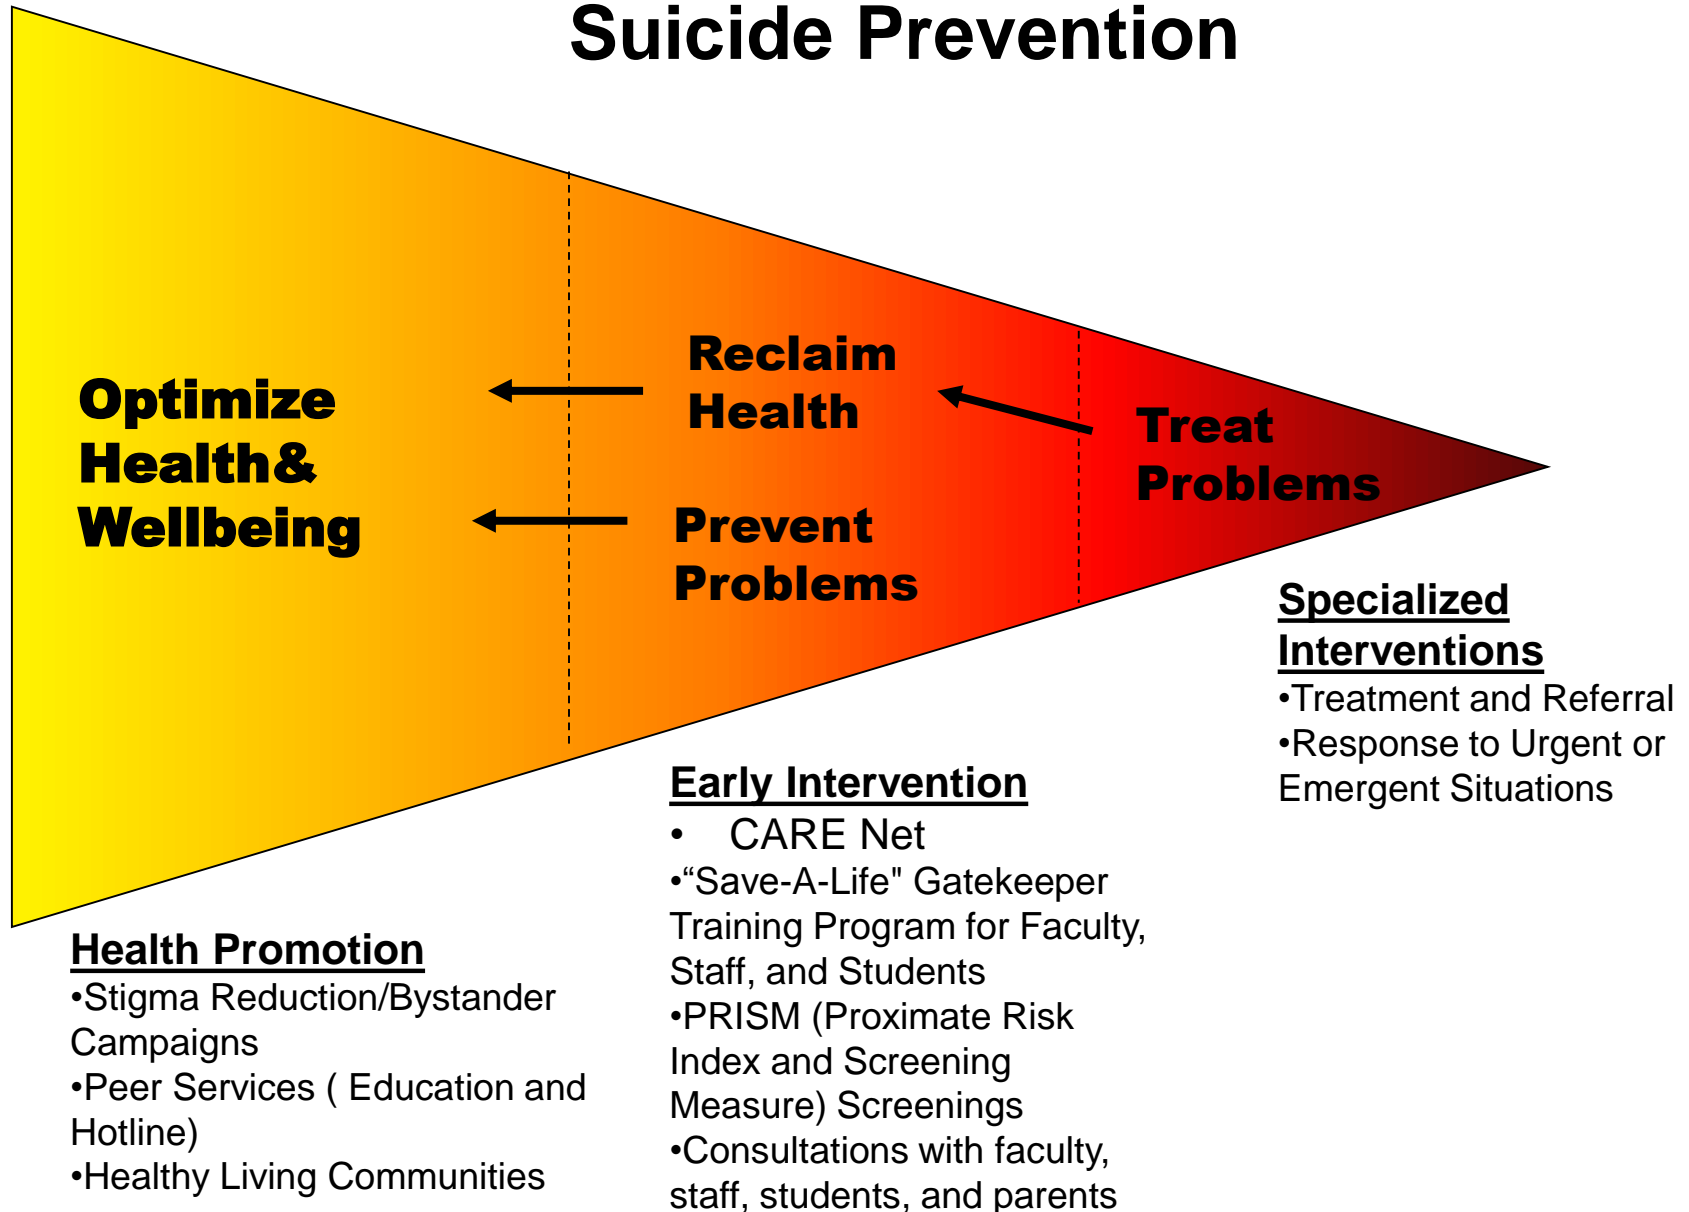 Suicide Prevention
Optimize
Health&
Wellbeing
Reclaim
Health
Prevent
Problems
Treat
Problems
Health Promotion
•Stigma Reduction/Bystander
Campaigns
•Peer Services ( Education and
Hotline)
•Healthy Living Communities
Early Intervention
• CARE Net
•“Save-A-Life" Gatekeeper
Training Program for Faculty,
Staff, and Students
•PRISM (Proximate Risk
Index and Screening
Measure) Screenings
•Consultations with faculty,
staff, students, and parents
Specialized
Interventions
•Treatment and Referral
•Response to Urgent or
Emergent Situations